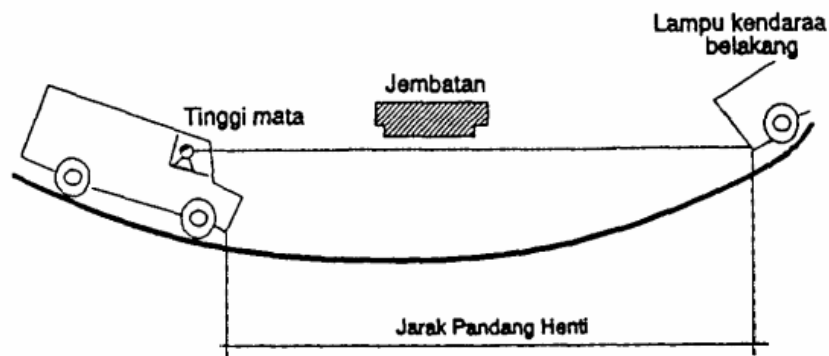 Lampu kendaraa
belakang
Jembatan
Tinggi mata
Jarak Pandang Henti